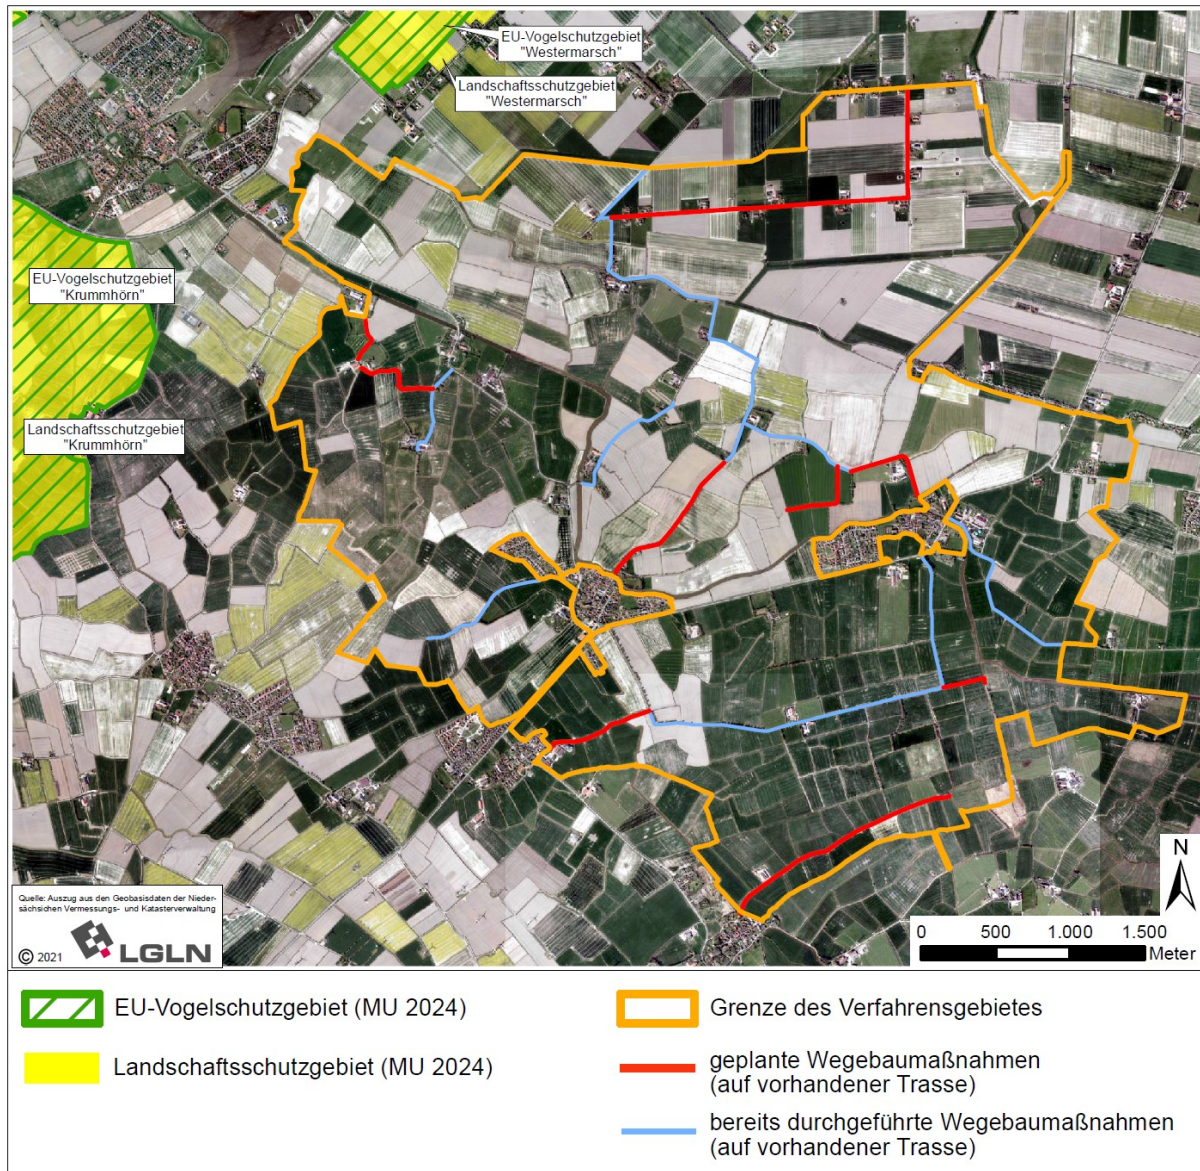 EU-Vogelschutzgebiet
"Westermarsch"
Landschaftsschutzgebiet
"Westermarsch"
EU-Vogelschutzgebiet
"Krummhörn"
Landschaftsschutzgebiet
"Krummhörn"
N
0 500 1.000 1.500
Meter
Quelle: Auszug aus den Geobasisdaten der Nieder-
sächsischen Vermessungs- und Katasterverwaltung
© 2021 LGLN
EU-Vogelschutzgebiet (MU 2024)
Landschaftsschutzgebiet (MU 2024)
Grenze des Verfahrensgebietes
geplante Wegebaumaßnahmen
(auf vorhandener Trasse)
bereits durchgeführte Wegebaumaßnahmen
(auf vorhandener Trasse)